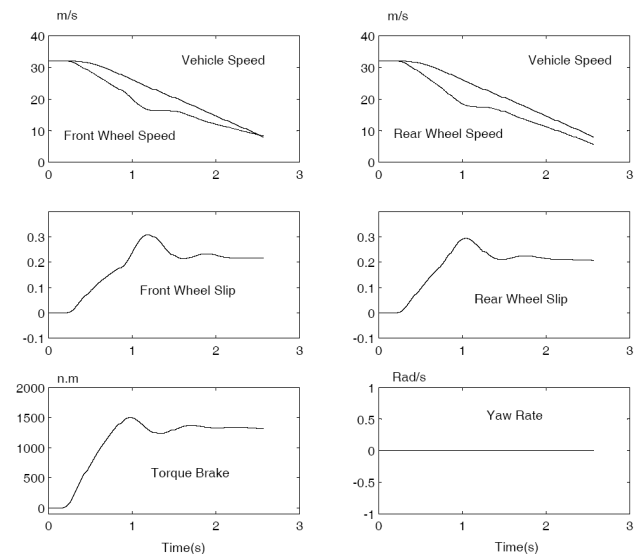 m/s
40
30
20
10
0
Vehicle Speed
Front Wheel Speed
0 1 2 3
m/s
40
30
20
10
0
Vehicle Speed
Rear Wheel Speed
0 1 2 3
0.3
0.2
0.1
0
-0.1
Front Wheel Slip
0 1 2 3
0.3
0.2
0.1
0
-0.1
Rear Wheel Slip
0 1 2 3
n.m
2000
1500
1000
500
0
Torque Brake
0 1 2 3
Time(s)
Rad/s
1
0.5
0
-0.5
-1
Yaw Rate
0 1 2 3
Time(s)